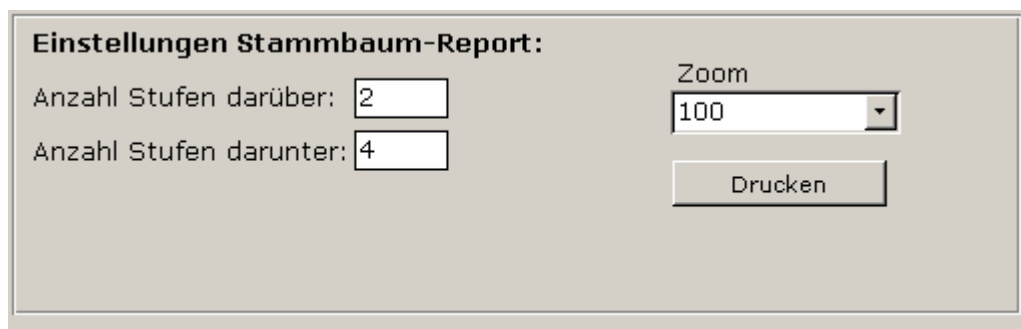 Einstellungen Stammbaum-Report:
Anzahl Stufen darüber: 2
Anzahl Stufen darunter: 4
Zoom
100
Drucken